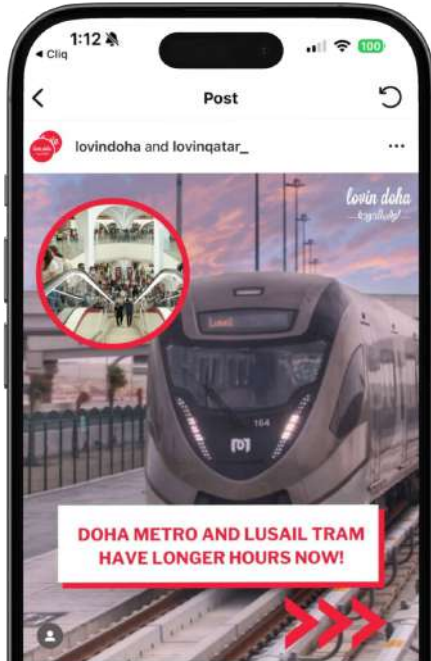 1:12
100
Cliq
Post
lovindoha and lovinqatar_
lovin doha
Lusail
164
DOHA METRO AND LUSAIL TRAM
HAVE LONGER HOURS NOW!